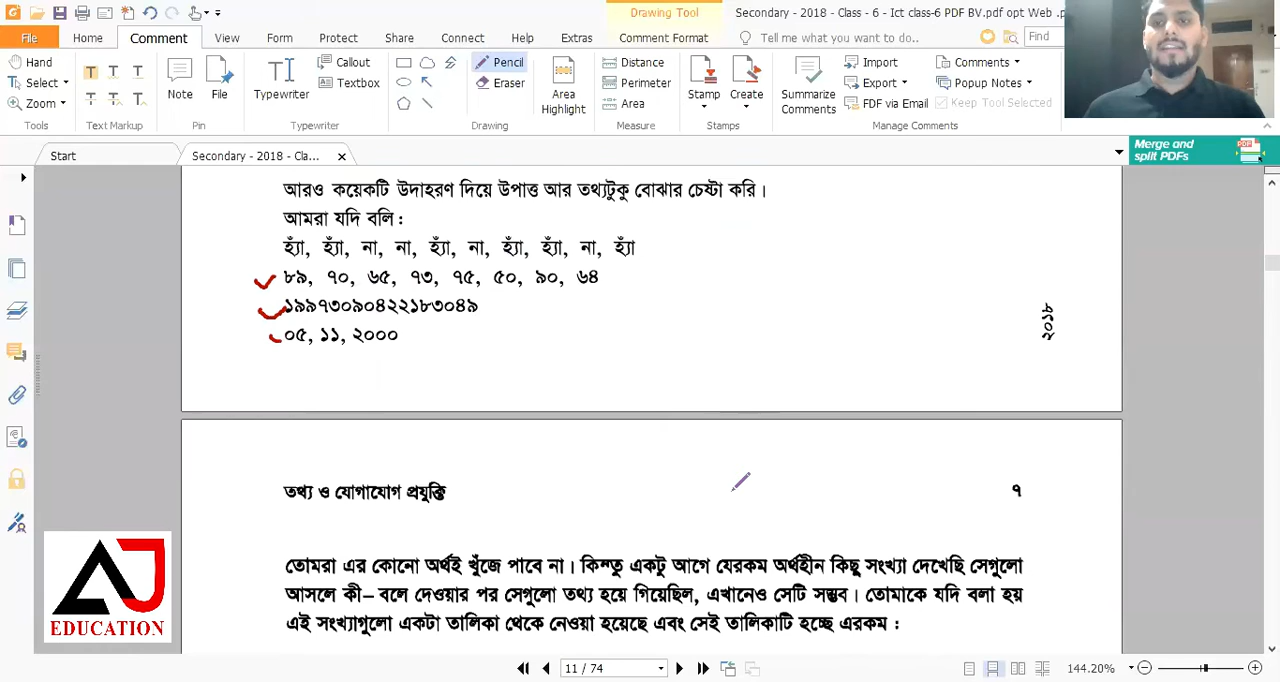 Drawing Tool
Secondary - 2018 - Class - 6 - Ict class-6 PDF BV.pdf opt Web .p
File Home Comment View Form Protect Share Connect Help Extras Comment Format Tell me what you want to do... Find
Hand
Select
Zoom
Tools
T T T
T T T
Text Markup
Note
File
Pin
Typewriter
Callout
Textbox
Typewriter
Pencil
Eraser
Drawing
Area Highlight
Distance
Perimeter
Area
Measure
Stamp
Create
Stamps
Summarize Comments
Import
Export
FDF via Email
Comments
Popup Notes
Keep Tool Selected
Manage Comments
Start
Secondary - 2018 - Cla...
Merge and
split PDFs
PDF
আরও কয়েকটি উদাহরণ দিয়ে উপাত্ত আর তথ্যটুকু বোঝার চেষ্টা করি।
আমরা যদি বলি:
হ্যাঁ, হ্যাঁ, না, না, হ্যাঁ, না, হ্যাঁ, হ্যাঁ, না, হ্যাঁ
৮৯, ৭০, ৬৫, ৭৩, ৭৫, ৫০, ৯০, ৬৪
১৯৯৭৩০৯০৪২২১৮৩০৪৯
০৫, ১১, ২০০০
২০১৮
তথ্য ও যোগাযোগ প্রযুক্তি
৭
তোমরা এর কোনো অর্থই খুঁজে পাবে না। কিন্তু একটু আগে যেরকম অর্থহীন কিছু সংখ্যা দেখেছি সেগুলো
আসলে কী– বলে দেওয়ার পর সেগুলো তথ্য হয়ে গিয়েছিল, এখানেও সেটি সম্ভব। তোমাকে যদি বলা হয়
এই সংখ্যাগুলো একটা তালিকা থেকে নেওয়া হয়েছে এবং সেই তালিকাটি হচ্ছে এরকম :
AJ
EDUCATION
11 / 74
144.20%